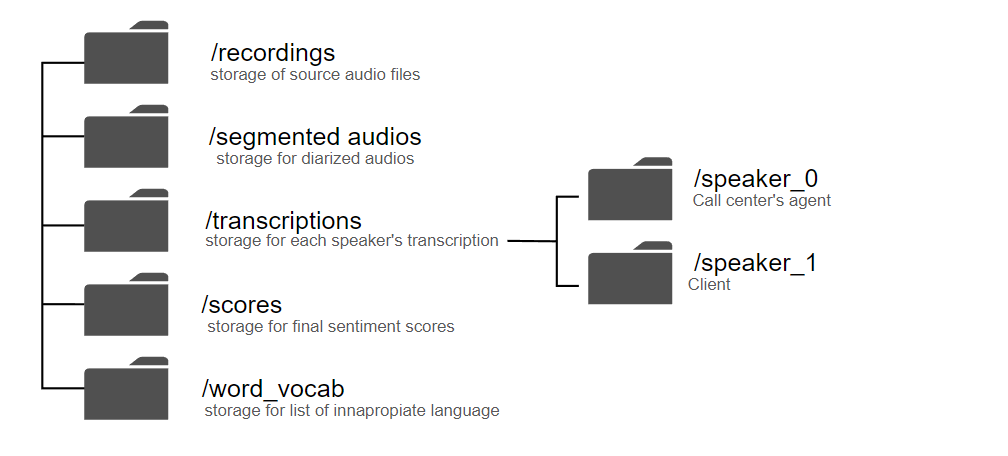 /recordings
storage of source audio files
/segmented audios
storage for diarized audios
/transcriptions
storage for each speaker's transcription
/scores
storage for final sentiment scores
/word_vocab
storage for list of innapropiate language
/speaker_0
Call center's agent
/speaker_1
Client